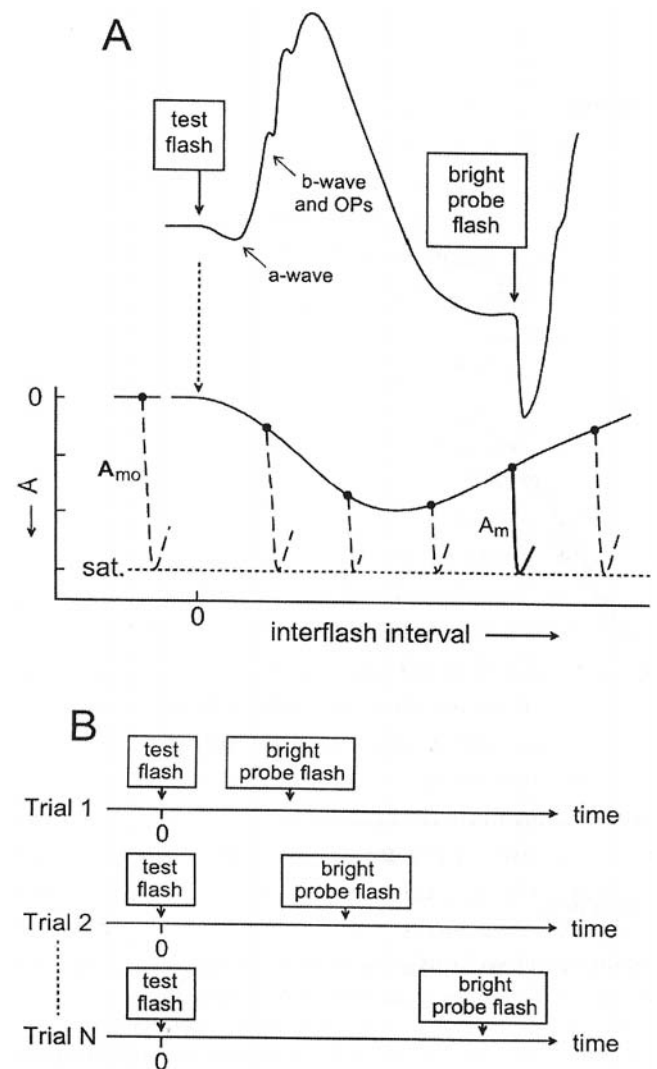 A
test
flash
b-wave
and OPs
a-wave
bright
probe
flash
0
Amo
A
Am
sat.
0
interflash interval
B
test
flash
bright
probe flash
Trial 1
time
0
test
flash
bright
probe flash
Trial 2
time
0
test
flash
bright
probe flash
Trial N
time
0